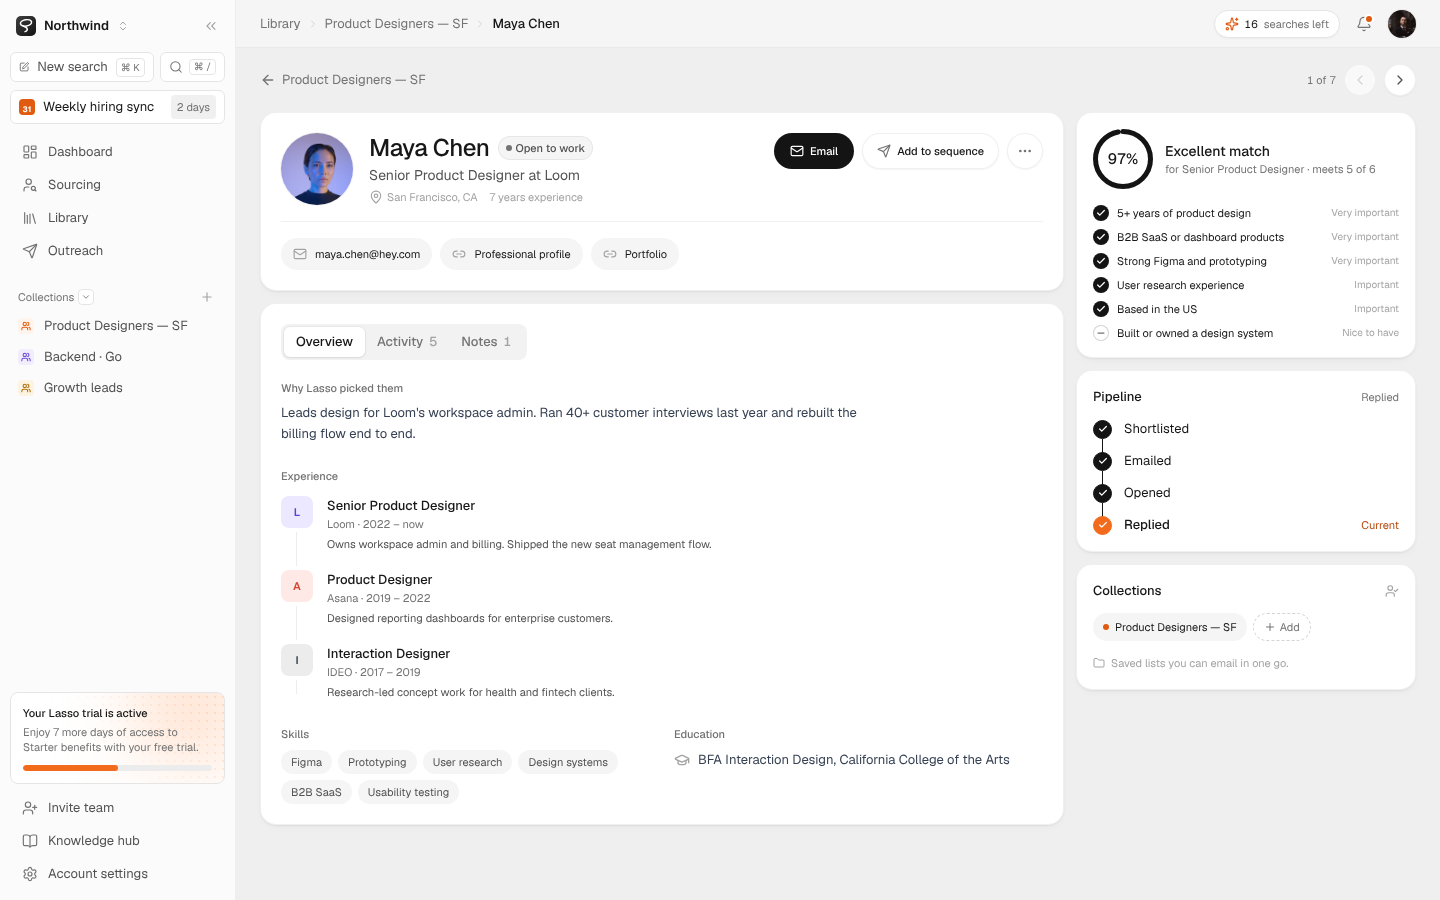 Northwind
New search ⌘ K ⌘ /
31 Weekly hiring sync 2 days
Dashboard
Sourcing
Library
Outreach
Collections
Product Designers — SF
Backend · Go
Growth leads
Your Lasso trial is active
Enjoy 7 more days of access to
Starter benefits with your free trial.
Invite team
Knowledge hub
Account settings
Library Product Designers — SF Maya Chen
16 searches left
Product Designers — SF
1 of 7
Maya Chen Open to work
Senior Product Designer at Loom
San Francisco, CA 7 years experience
Email Add to sequence
maya.chen@hey.com Professional profile Portfolio
Overview Activity 5 Notes 1
Why Lasso picked them
Leads design for Loom's workspace admin. Ran 40+ customer interviews last year and rebuilt the
billing flow end to end.
Experience
L Senior Product Designer
Loom · 2022 – now
Owns workspace admin and billing. Shipped the new seat management flow.
A Product Designer
Asana · 2019 – 2022
Designed reporting dashboards for enterprise customers.
I Interaction Designer
IDEO · 2017 – 2019
Research-led concept work for health and fintech clients.
Skills
Figma Prototyping User research Design systems
B2B SaaS Usability testing
Education
BFA Interaction Design, California College of the Arts
97% Excellent match
for Senior Product Designer · meets 5 of 6
5+ years of product design Very important
B2B SaaS or dashboard products Very important
Strong Figma and prototyping Very important
User research experience Important
Based in the US Important
Built or owned a design system Nice to have
Pipeline Replied
Shortlisted
Emailed
Opened
Replied Current
Collections
Product Designers — SF Add
Saved lists you can email in one go.